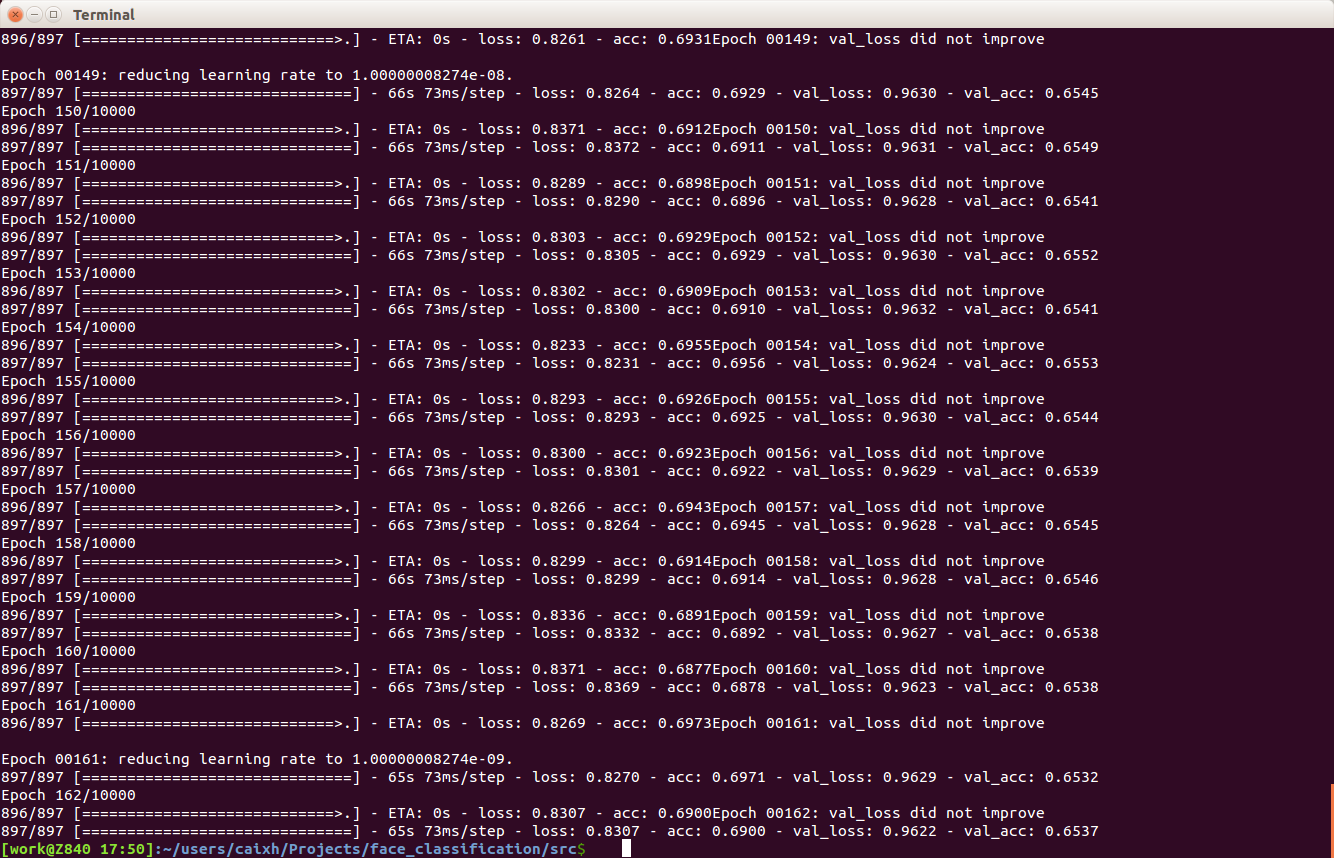 Terminal
896/897 [============================>.] - ETA: 0s - loss: 0.8261 - acc: 0.6931Epoch 00149: val_loss did not improve
Epoch 00149: reducing learning rate to 1.00000008274e-08.
897/897 [==============================] - 66s 73ms/step - loss: 0.8264 - acc: 0.6929 - val_loss: 0.9630 - val_acc: 0.6545
Epoch 150/10000
896/897 [============================>.] - ETA: 0s - loss: 0.8371 - acc: 0.6912Epoch 00150: val_loss did not improve
897/897 [==============================] - 66s 73ms/step - loss: 0.8372 - acc: 0.6911 - val_loss: 0.9631 - val_acc: 0.6549
Epoch 151/10000
896/897 [============================>.] - ETA: 0s - loss: 0.8289 - acc: 0.6898Epoch 00151: val_loss did not improve
897/897 [==============================] - 66s 73ms/step - loss: 0.8290 - acc: 0.6896 - val_loss: 0.9628 - val_acc: 0.6541
Epoch 152/10000
896/897 [============================>.] - ETA: 0s - loss: 0.8303 - acc: 0.6929Epoch 00152: val_loss did not improve
897/897 [==============================] - 66s 73ms/step - loss: 0.8305 - acc: 0.6929 - val_loss: 0.9630 - val_acc: 0.6552
Epoch 153/10000
896/897 [============================>.] - ETA: 0s - loss: 0.8302 - acc: 0.6909Epoch 00153: val_loss did not improve
897/897 [==============================] - 66s 73ms/step - loss: 0.8300 - acc: 0.6910 - val_loss: 0.9632 - val_acc: 0.6541
Epoch 154/10000
896/897 [============================>.] - ETA: 0s - loss: 0.8233 - acc: 0.6955Epoch 00154: val_loss did not improve
897/897 [==============================] - 66s 73ms/step - loss: 0.8231 - acc: 0.6956 - val_loss: 0.9624 - val_acc: 0.6553
Epoch 155/10000
896/897 [============================>.] - ETA: 0s - loss: 0.8293 - acc: 0.6926Epoch 00155: val_loss did not improve
897/897 [==============================] - 66s 73ms/step - loss: 0.8293 - acc: 0.6925 - val_loss: 0.9630 - val_acc: 0.6544
Epoch 156/10000
896/897 [============================>.] - ETA: 0s - loss: 0.8300 - acc: 0.6923Epoch 00156: val_loss did not improve
897/897 [==============================] - 66s 73ms/step - loss: 0.8301 - acc: 0.6922 - val_loss: 0.9629 - val_acc: 0.6539
Epoch 157/10000
896/897 [============================>.] - ETA: 0s - loss: 0.8266 - acc: 0.6943Epoch 00157: val_loss did not improve
897/897 [==============================] - 66s 73ms/step - loss: 0.8264 - acc: 0.6945 - val_loss: 0.9628 - val_acc: 0.6545
Epoch 158/10000
896/897 [============================>.] - ETA: 0s - loss: 0.8299 - acc: 0.6914Epoch 00158: val_loss did not improve
897/897 [==============================] - 66s 73ms/step - loss: 0.8299 - acc: 0.6914 - val_loss: 0.9628 - val_acc: 0.6546
Epoch 159/10000
896/897 [============================>.] - ETA: 0s - loss: 0.8336 - acc: 0.6891Epoch 00159: val_loss did not improve
897/897 [==============================] - 66s 73ms/step - loss: 0.8332 - acc: 0.6892 - val_loss: 0.9627 - val_acc: 0.6538
Epoch 160/10000
896/897 [============================>.] - ETA: 0s - loss: 0.8371 - acc: 0.6877Epoch 00160: val_loss did not improve
897/897 [==============================] - 66s 73ms/step - loss: 0.8369 - acc: 0.6878 - val_loss: 0.9623 - val_acc: 0.6538
Epoch 161/10000
896/897 [============================>.] - ETA: 0s - loss: 0.8269 - acc: 0.6973Epoch 00161: val_loss did not improve
Epoch 00161: reducing learning rate to 1.00000008274e-09.
897/897 [==============================] - 65s 73ms/step - loss: 0.8270 - acc: 0.6971 - val_loss: 0.9629 - val_acc: 0.6532
Epoch 162/10000
896/897 [============================>.] - ETA: 0s - loss: 0.8307 - acc: 0.6900Epoch 00162: val_loss did not improve
897/897 [==============================] - 65s 73ms/step - loss: 0.8307 - acc: 0.6900 - val_loss: 0.9622 - val_acc: 0.6537
[work@Z840 17:50]:~/users/caixh/Projects/face_classification/src$